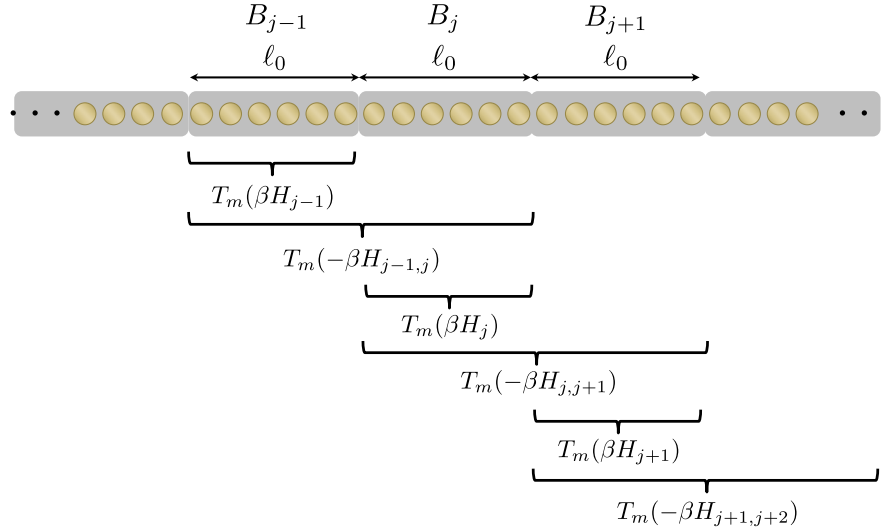 B_{j-1} B_j B_{j+1}
ℓ_0 ℓ_0 ℓ_0
T_m(βH_{j-1})
T_m(-βH_{j-1,j})
T_m(βH_j)
T_m(-βH_{j,j+1})
T_m(βH_{j+1})
T_m(-βH_{j+1,j+2})